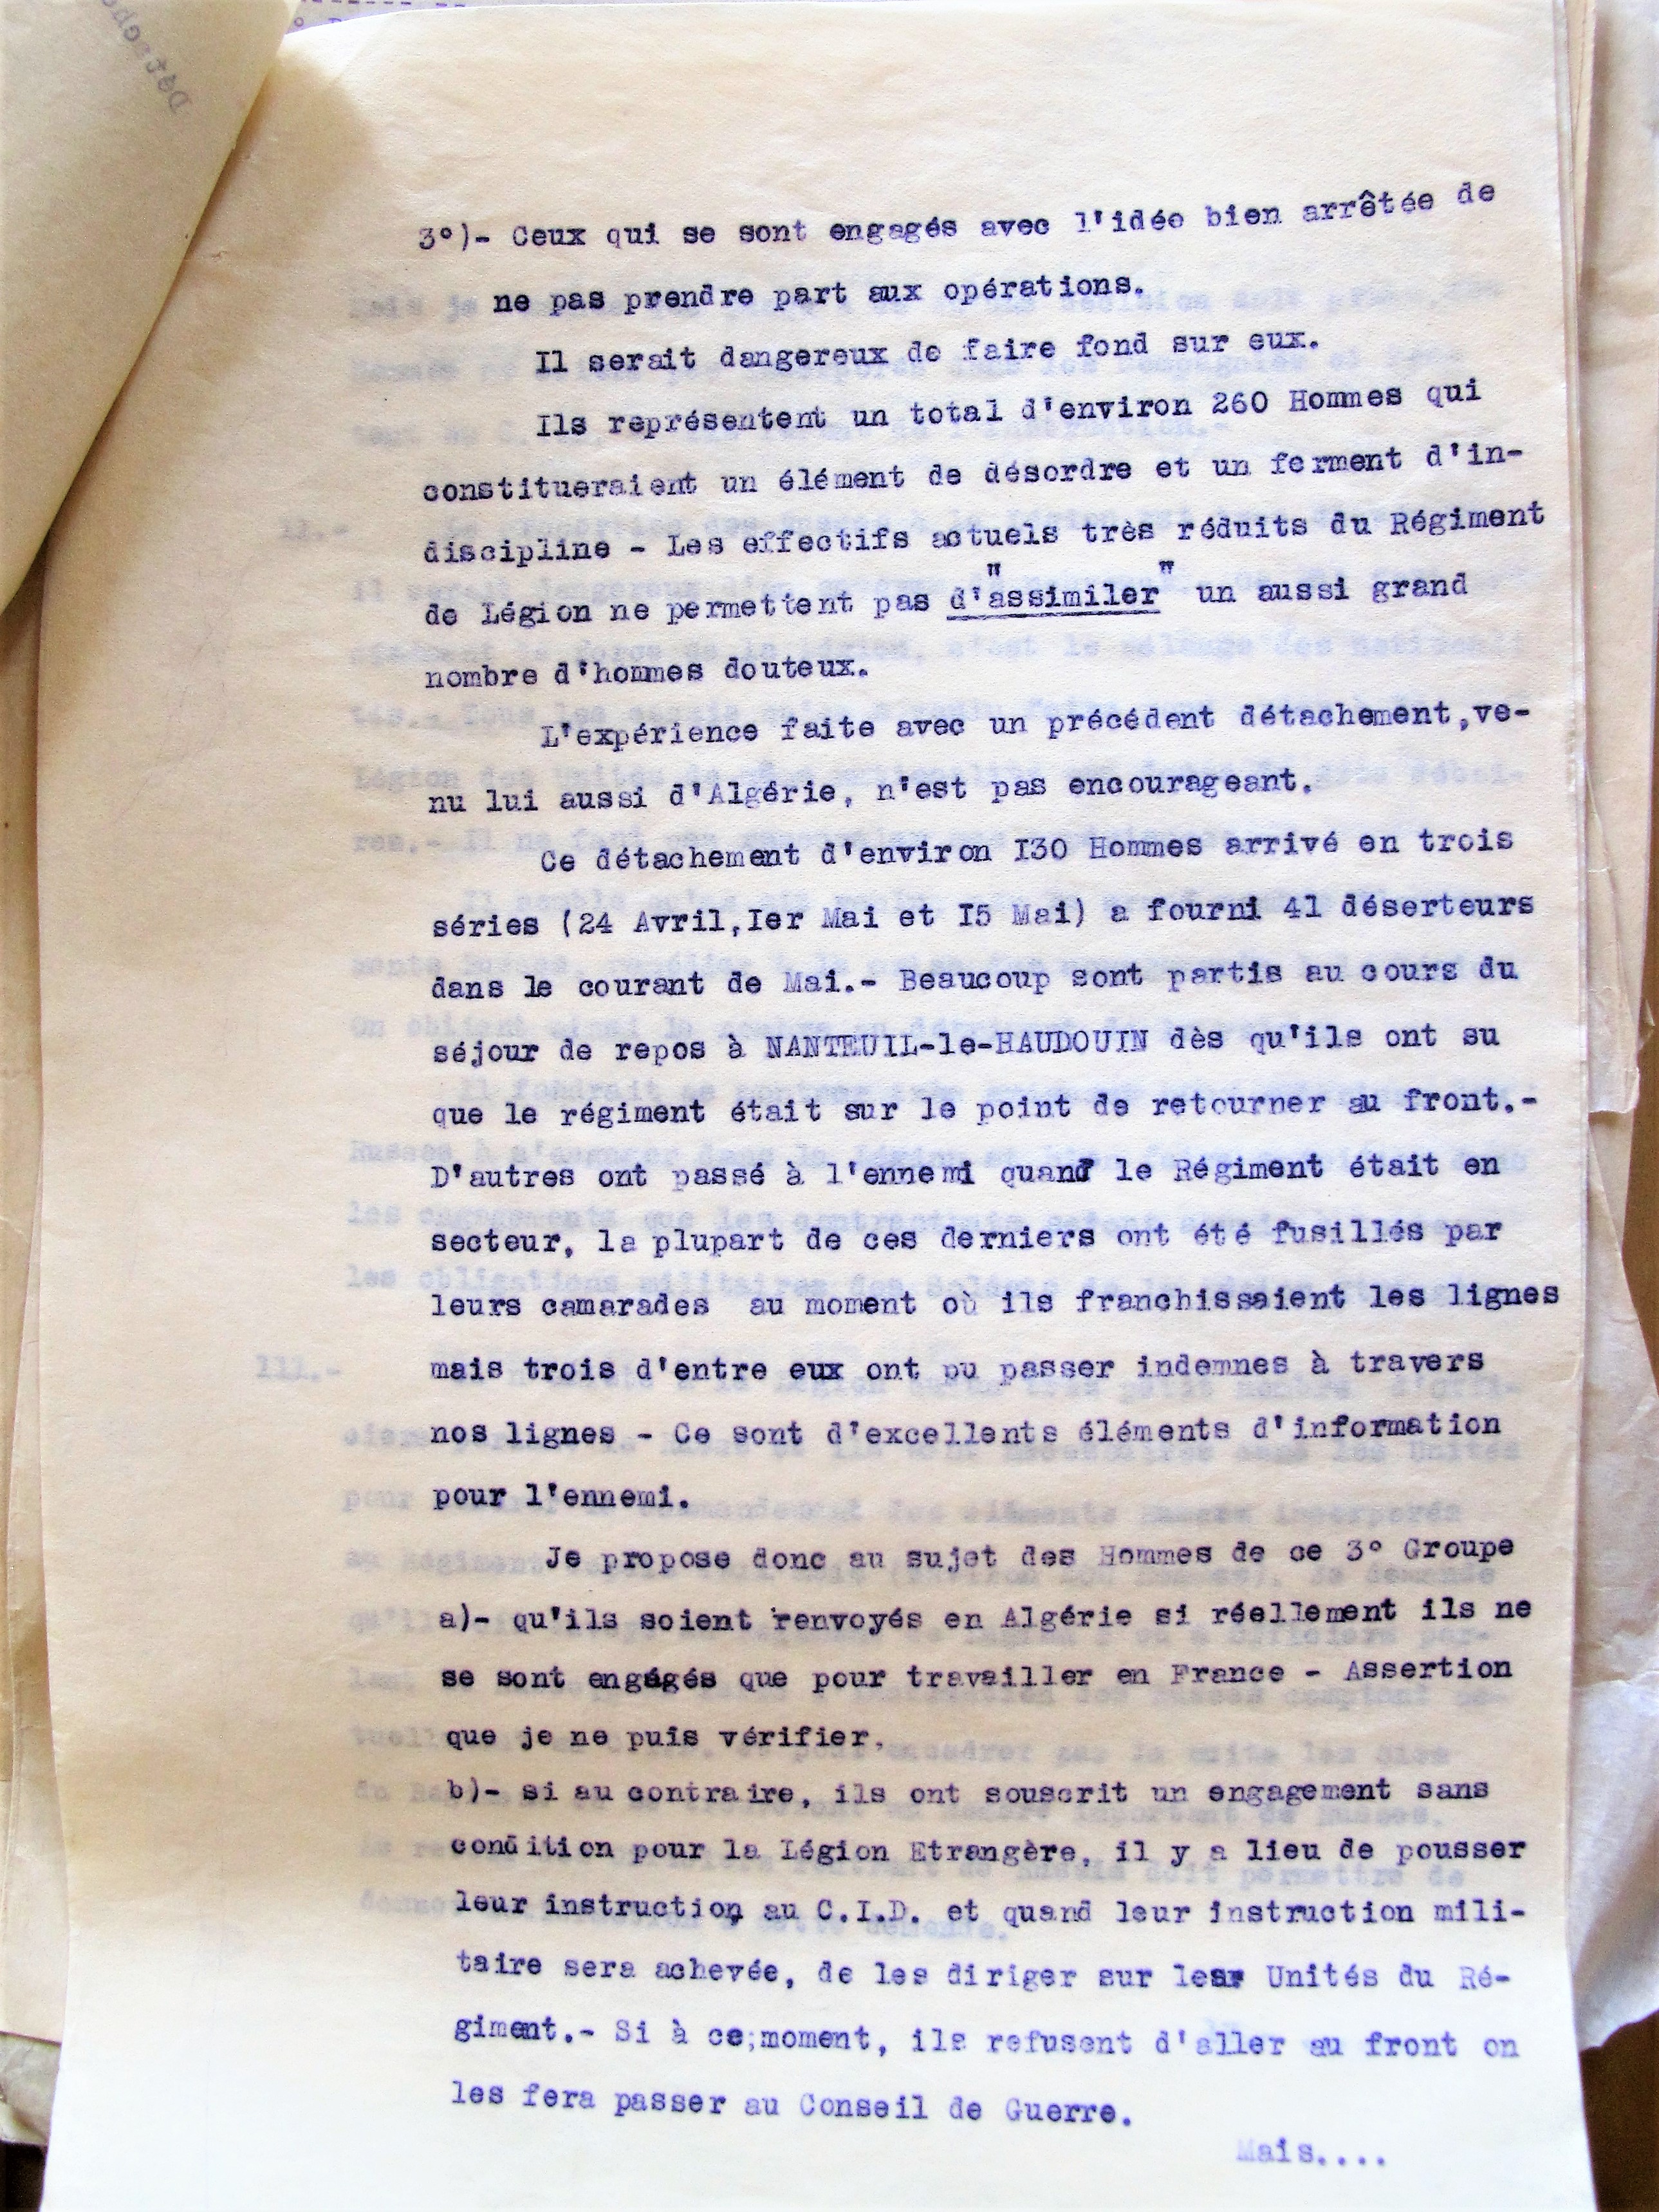 3°)- Ceux qui se sont engagés avec l'idée bien arrêtée de
ne pas prendre part aux opérations.
Il serait dangereux de faire fond sur eux.
Ils représentent un total d'environ 260 Hommes qui
constitueraient un élément de désordre et un ferment d'in-
discipline - Les effectifs actuels très réduits du Régiment
de Légion ne permettent pas d'"assimiler" un aussi grand
nombre d'hommes douteux.
L'expérience faite avec un précédent détachement,ve-
nu lui aussi d'Algérie, n'est pas encourageant.
Ce détachement d'environ I30 Hommes arrivé en trois
séries (24 Avril,Ier Mai et I5 Mai) a fourni 41 déserteurs
dans le courant de Mai.- Beaucoup sont partis au cours du
séjour de repos à NANTEUIL-le-HAUDOUIN dès qu'ils ont su
que le régiment était sur le point de retourner au front.-
D'autres ont passé à l'ennemi quand le Régiment était en
secteur, la plupart de ces derniers ont été fusillés par
leurs camarades au moment où ils franchissaient les lignes
mais trois d'entre eux ont pu passer indemnes à travers
nos lignes - Ce sont d'excellents éléments d'information
pour l'ennemi.
Je propose donc au sujet des Hommes de ce 3° Groupe
a)- qu'ils soient renvoyés en Algérie si réellement ils ne
se sont engagés que pour travailler en France - Assertion
que je ne puis vérifier.
b)- si au contraire, ils ont souscrit un engagement sans
condition pour la Légion Etrangère, il y a lieu de pousser
leur instruction au C.I.D. et quand leur instruction mili-
taire sera achevée, de les diriger sur les Unités du Ré-
giment.- Si à ce;moment, ils refusent d'aller au front on
les fera passer au Conseil de Guerre.
Mais....